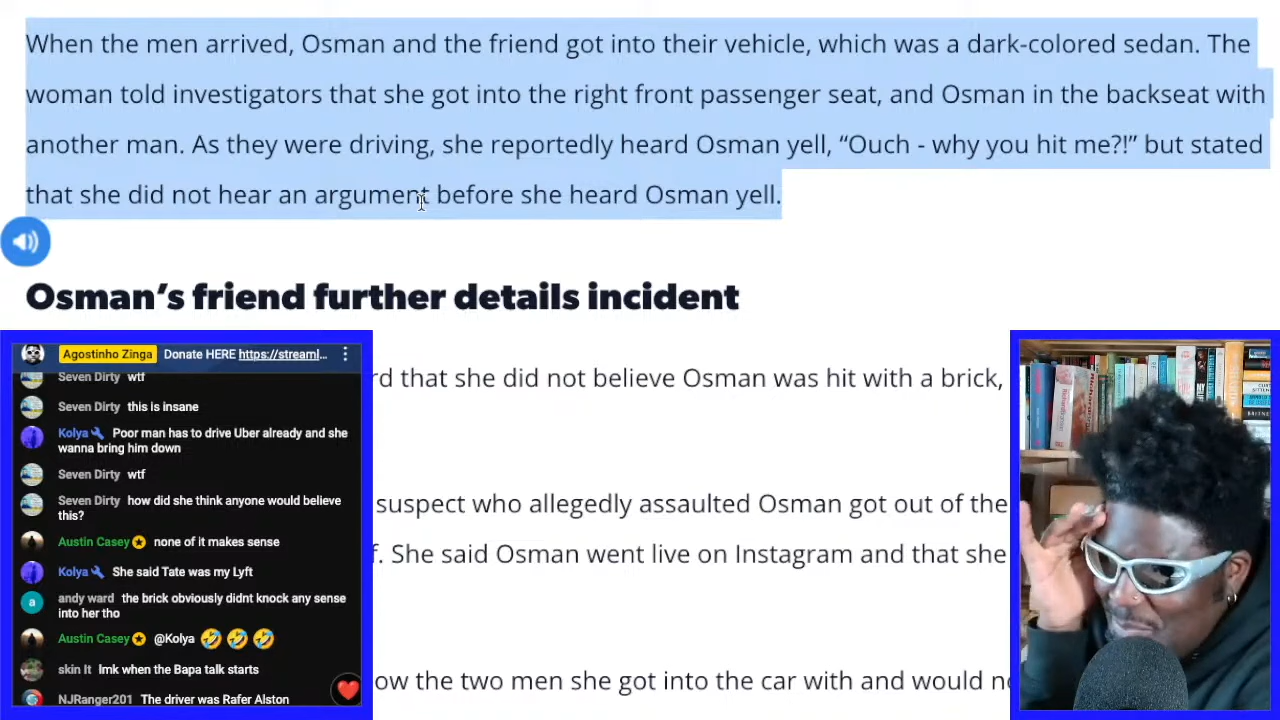 When the men arrived, Osman and the friend got into their vehicle, which was a dark-colored sedan. The
woman told investigators that she got into the right front passenger seat, and Osman in the backseat with
another man. As they were driving, she reportedly heard Osman yell, “Ouch - why you hit me?!” but stated
that she did not hear an argument before she heard Osman yell.
Osman’s friend further details incident
rd that she did not believe Osman was hit with a brick,
suspect who allegedly assaulted Osman got out of the
f. She said Osman went live on Instagram and that she
ow the two men she got into the car with and would no
Agostinho Zinga Donate HERE https://streaml...
Seven Dirty wtf
Seven Dirty this is insane
Kolya Poor man has to drive Uber already and she
wanna bring him down
Seven Dirty wtf
Seven Dirty how did she think anyone would believe
this?
Austin Casey none of it makes sense
Kolya She said Tate was my Lyft
a andy ward the brick obviously didnt knock any sense
into her tho
Austin Casey @Kolya 🤣 🤣 🤣
skin It lmk when the Bapa talk starts
NJRanger201 The driver was Rafer Alston